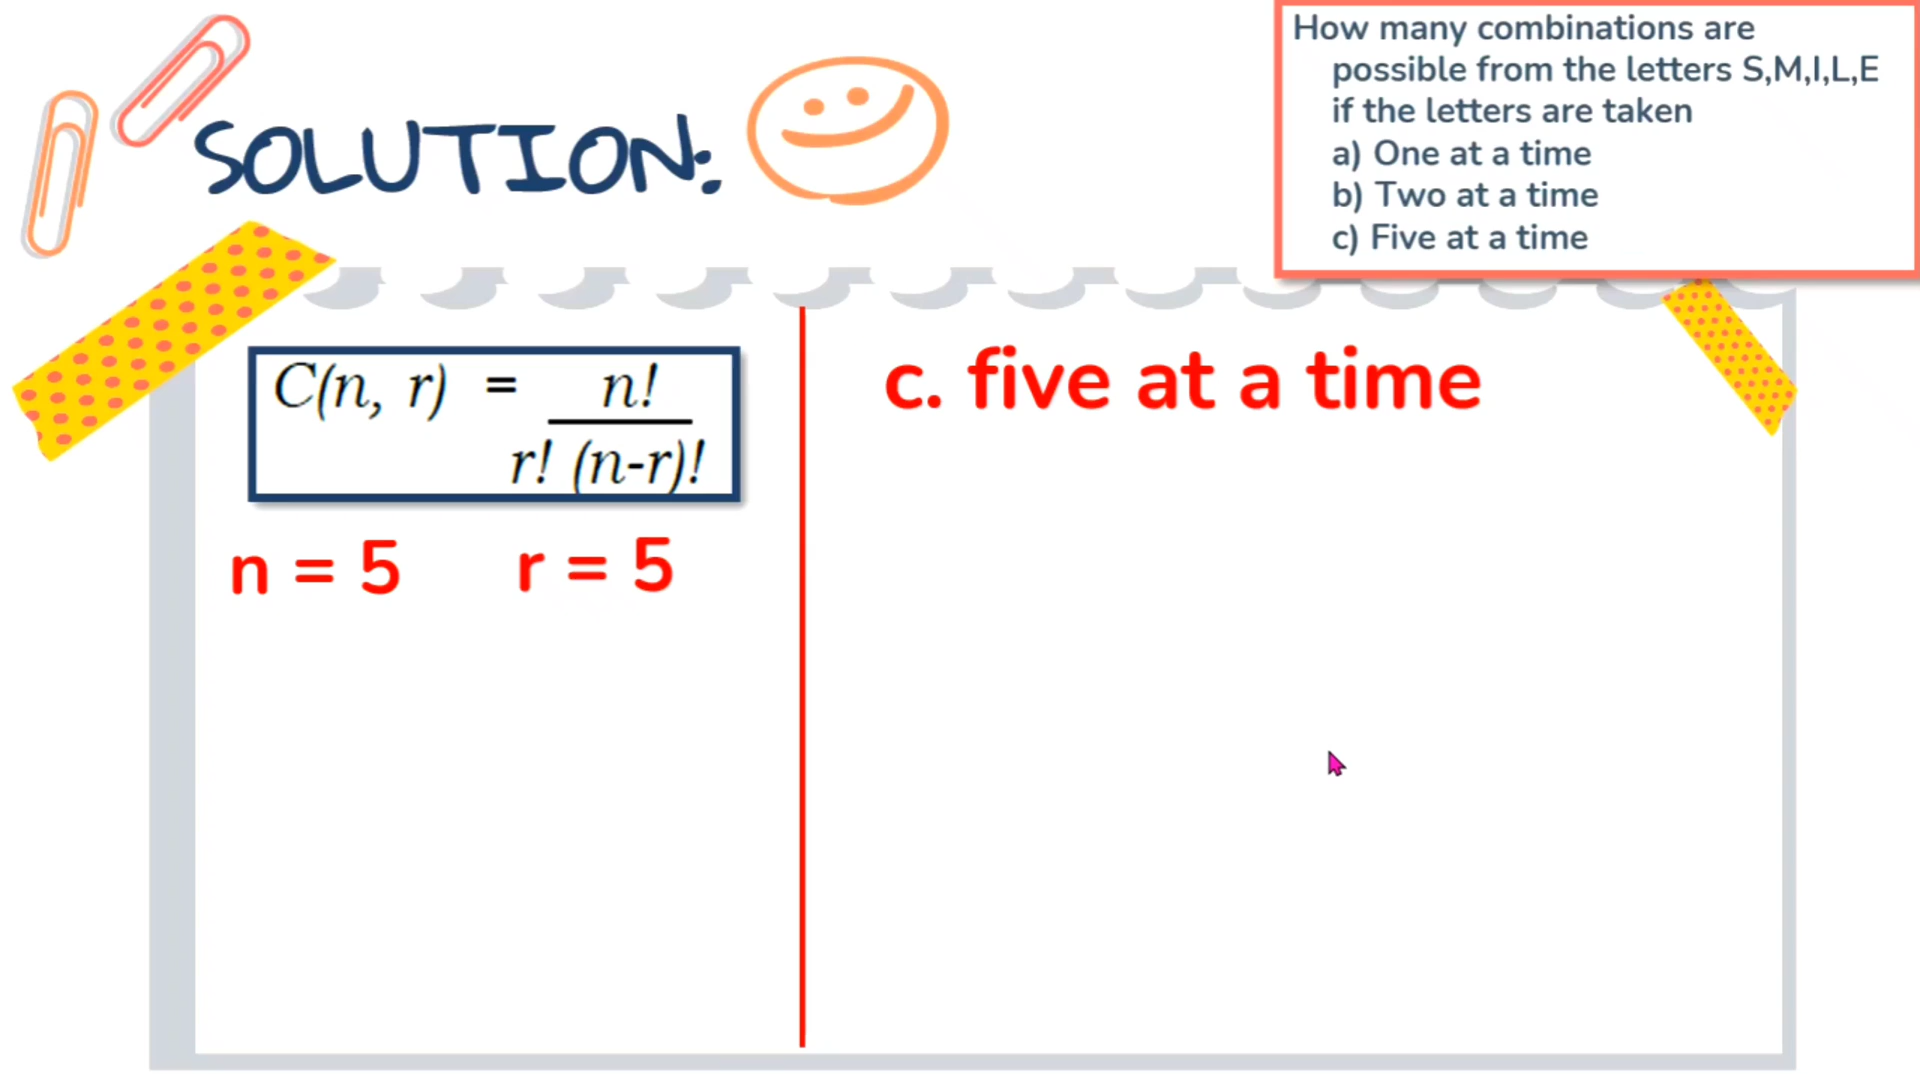 SOLUTION:
How many combinations are
possible from the letters S,M,I,L,E
if the letters are taken
a) One at a time
b) Two at a time
c) Five at a time
C(n, r) = n!
r! (n-r)!
n = 5 r = 5
c. five at a time